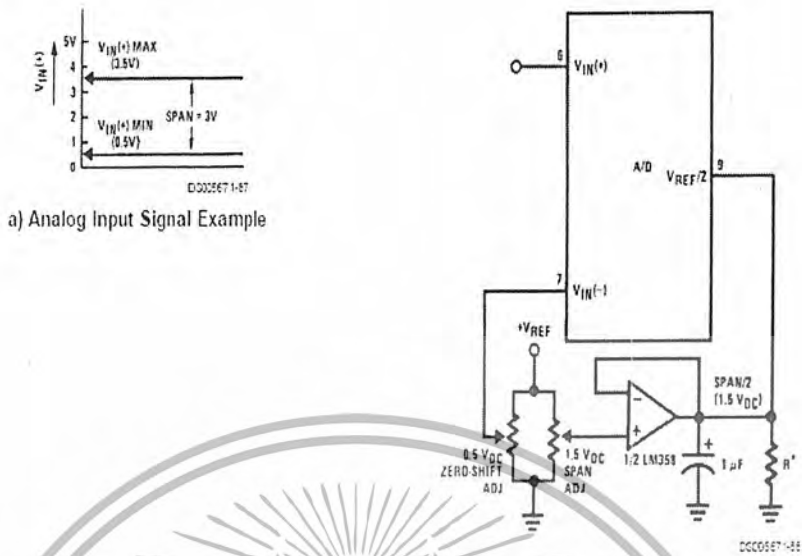 5V
4
3
2
1
0
VIN(+)
VIN(+) MAX
(3.5V)
SPAN = 3V
VIN(+) MIN
(0.5V)
DS005671-87
a) Analog Input Signal Example
6
VIN(+)
A/D
VREF/2
9
7
VIN(−)
+VREF
0.5 VDC
ZERO-SHIFT
ADJ
1.5 VDC
SPAN
ADJ
−
+
1/2 LM358
SPAN/2
(1.5 VDC)
+
1 µF
R*
DS005671-88